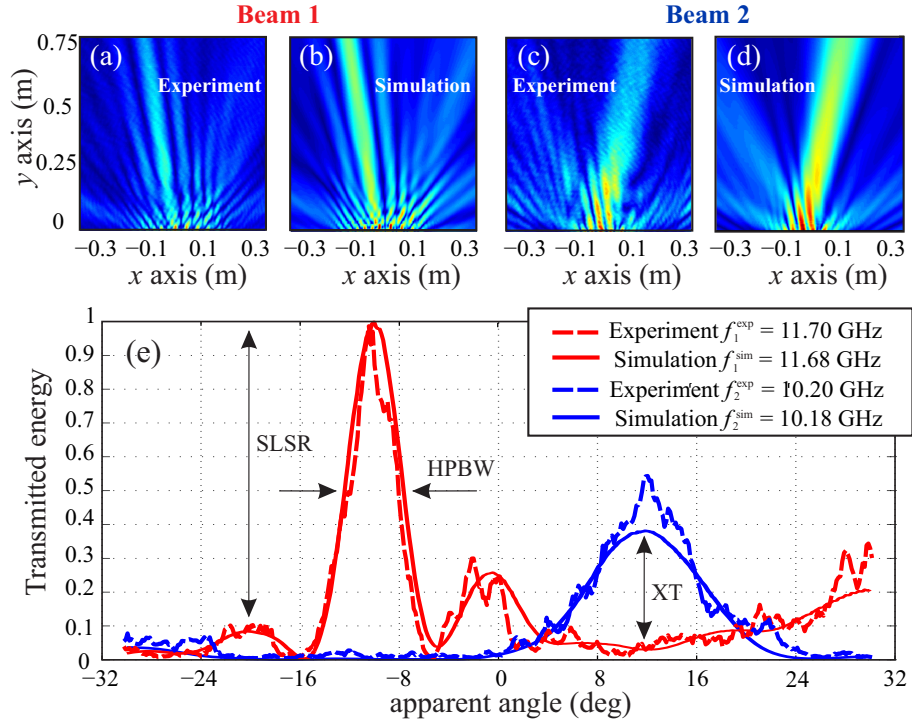 Beam 1 Beam 2
(a) Experiment (b) Simulation (c) Experiment (d) Simulation
y axis (m)
0.75
0.5
0.25
0
−0.3 −0.1 0.1 0.3 −0.3 −0.1 0.1 0.3 −0.3 −0.1 0.1 0.3 −0.3 −0.1 0.1 0.3
x axis (m) x axis (m) x axis (m) x axis (m)
(e)
Experiment f₁ᵉˣᵖ = 11.70 GHz
Simulation f₁ˢⁱᵐ = 11.68 GHz
Experiment f₂ᵉˣᵖ = 10.20 GHz
Simulation f₂ˢⁱᵐ = 10.18 GHz
SLSR
HPBW
XT
Transmitted energy
1
0.9
0.8
0.7
0.6
0.5
0.4
0.3
0.2
0.1
0
−32 −24 −16 −8 0 8 16 24 32
apparent angle (deg)